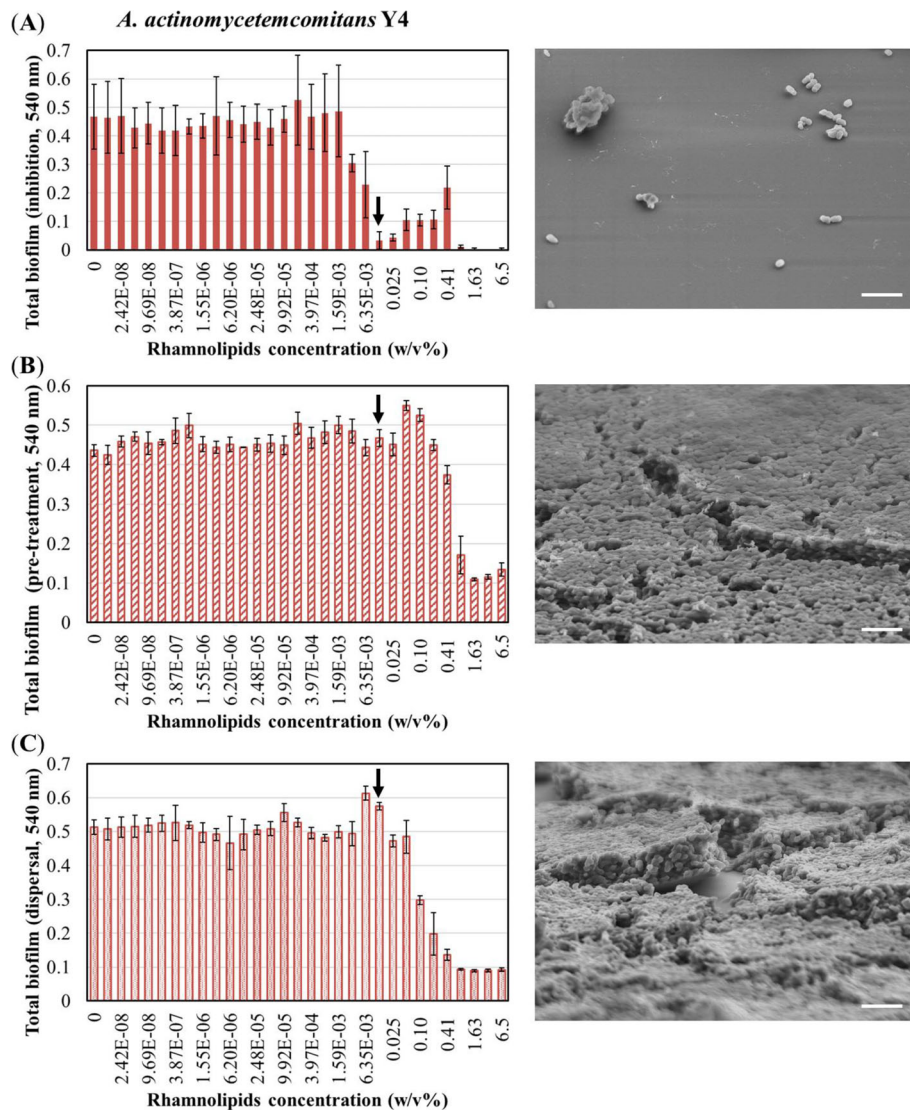 (A)
A. actinomycetemcomitans Y4
Total biofilm (inhibition, 540 nm)
0.7
0.6
0.5
0.4
0.3
0.2
0.1
0
0
2.42E-08
9.69E-08
3.87E-07
1.55E-06
6.20E-06
2.48E-05
9.92E-05
3.97E-04
1.59E-03
6.35E-03
0.025
0.10
0.41
1.63
6.5
Rhamnolipids concentration (w/v%)
(B)
Total biofilm (pre-treatment, 540 nm)
0.6
0.5
0.4
0.3
0.2
0.1
0
0
2.42E-08
9.69E-08
3.87E-07
1.55E-06
6.20E-06
2.48E-05
9.92E-05
3.97E-04
1.59E-03
6.35E-03
0.025
0.10
0.41
1.63
6.5
Rhamnolipids concentration (w/v%)
(C)
Total biofilm (dispersal, 540 nm)
0.7
0.6
0.5
0.4
0.3
0.2
0.1
0
0
2.42E-08
9.69E-08
3.87E-07
1.55E-06
6.20E-06
2.48E-05
9.92E-05
3.97E-04
1.59E-03
6.35E-03
0.025
0.10
0.41
1.63
6.5
Rhamnolipids concentration (w/v%)